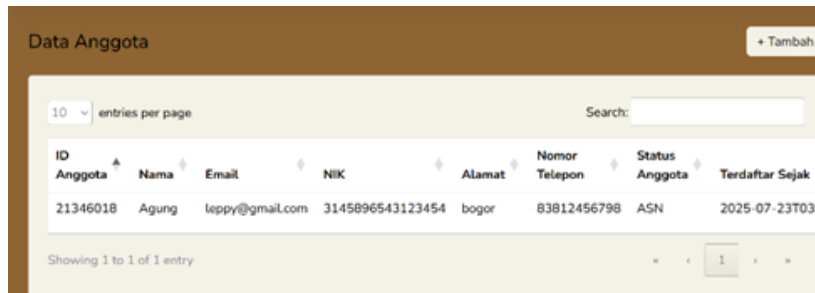 Data Anggota
+ Tambah
10 entries per page
Search:
ID Anggota Nama Email NIK Alamat Nomor Telepon Status Anggota Terdaftar Sejak
21346018 Agung leppy@gmail.com 3145896543123454 bogor 83812456798 ASN 2025-07-23T03
Showing 1 to 1 of 1 entry
« ‹ 1 › »